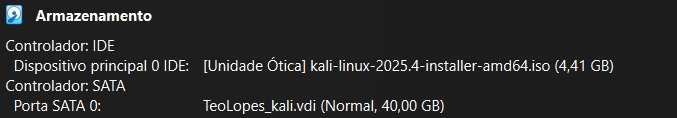 Armazenamento
Controlador: IDE
Dispositivo principal 0 IDE: [Unidade Ótica] kali-linux-2025.4-installer-amd64.iso (4,41 GB)
Controlador: SATA
Porta SATA 0: TeoLopes_kali.vdi (Normal, 40,00 GB)